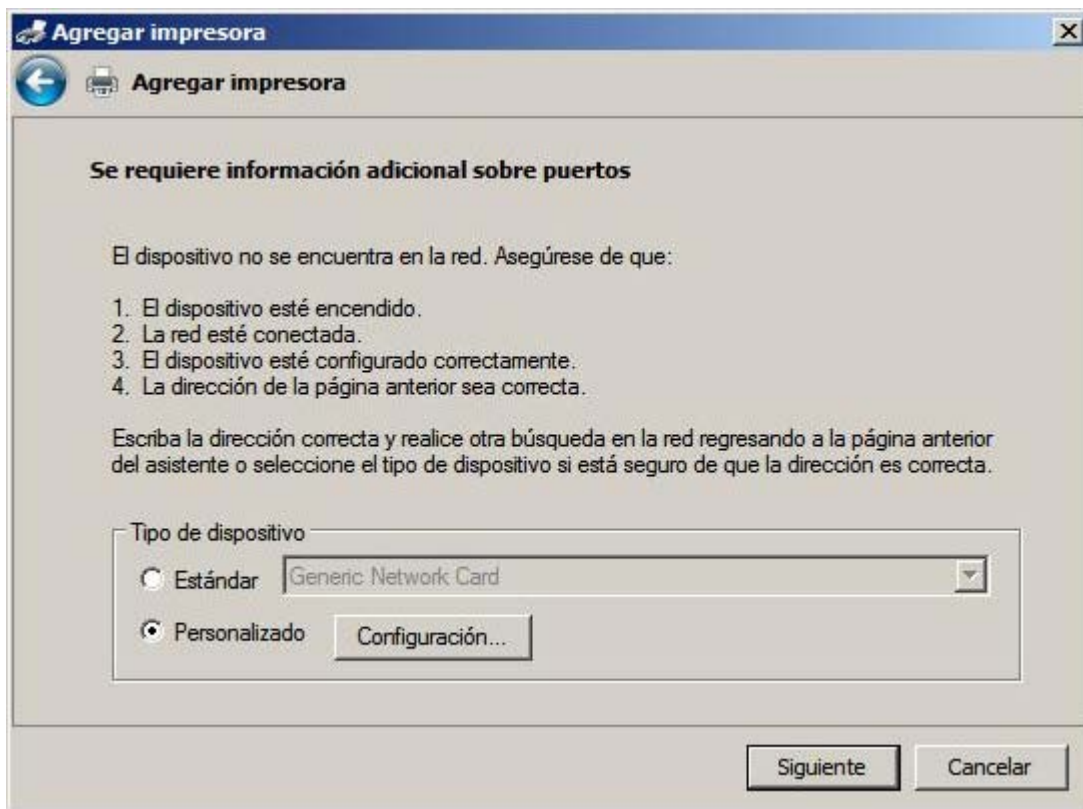 Agregar impresora
Agregar impresora
Se requiere información adicional sobre puertos
El dispositivo no se encuentra en la red. Asegúrese de que:
1. El dispositivo esté encendido.
2. La red esté conectada.
3. El dispositivo esté configurado correctamente.
4. La dirección de la página anterior sea correcta.
Escriba la dirección correcta y realice otra búsqueda en la red regresando a la página anterior
del asistente o seleccione el tipo de dispositivo si está seguro de que la dirección es correcta.
Tipo de dispositivo
Estándar Generic Network Card
Personalizado Configuración...
Siguiente Cancelar